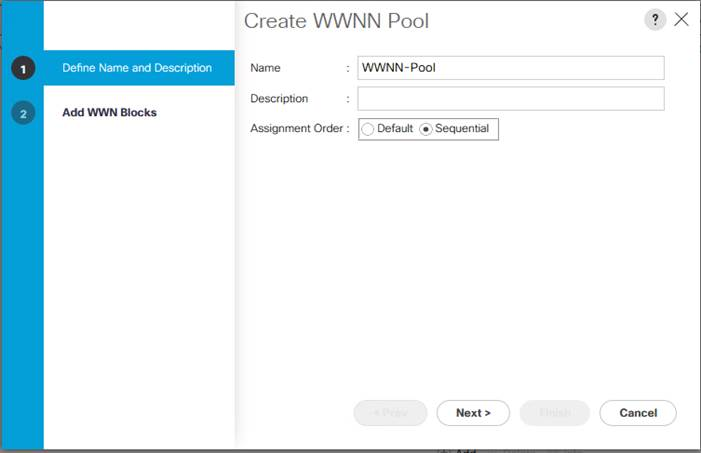 Create WWNN Pool
?
1 Define Name and Description
2 Add WWN Blocks
Name : WWNN-Pool
Description :
Assignment Order : Default Sequential
< Prev Next > Finish Cancel
Add